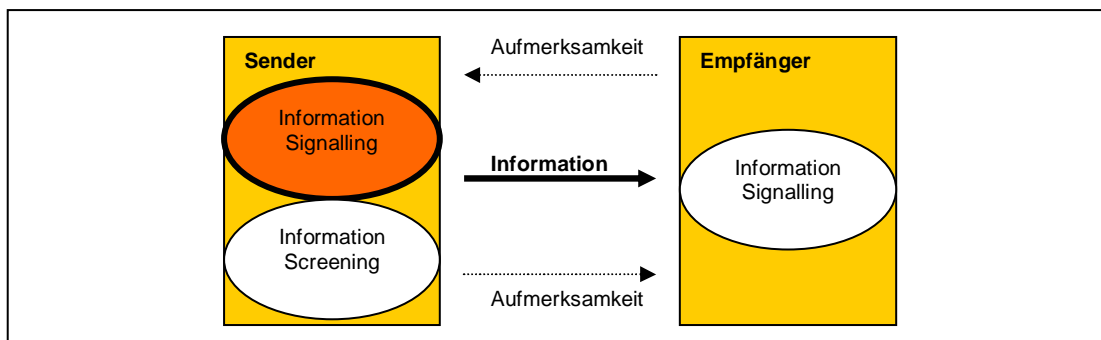 Sender
Information
Signalling
Information
Screening
Aufmerksamkeit
Information
Aufmerksamkeit
Empfänger
Information
Signalling